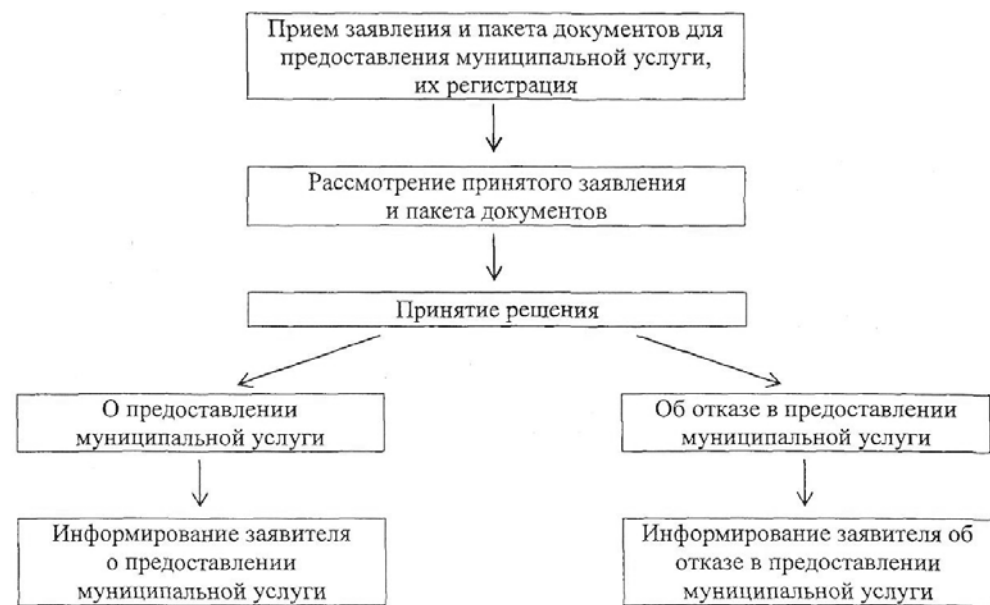 Прием заявления и пакета документов для
предоставления муниципальной услуги,
их регистрация
Рассмотрение принятого заявления
и пакета документов
Принятие решения
О предоставлении
муниципальной услуги
Об отказе в предоставлении
муниципальной услуги
Информирование заявителя
о предоставлении
муниципальной услуги
Информирование заявителя об
отказе в предоставлении
муниципальной услуги